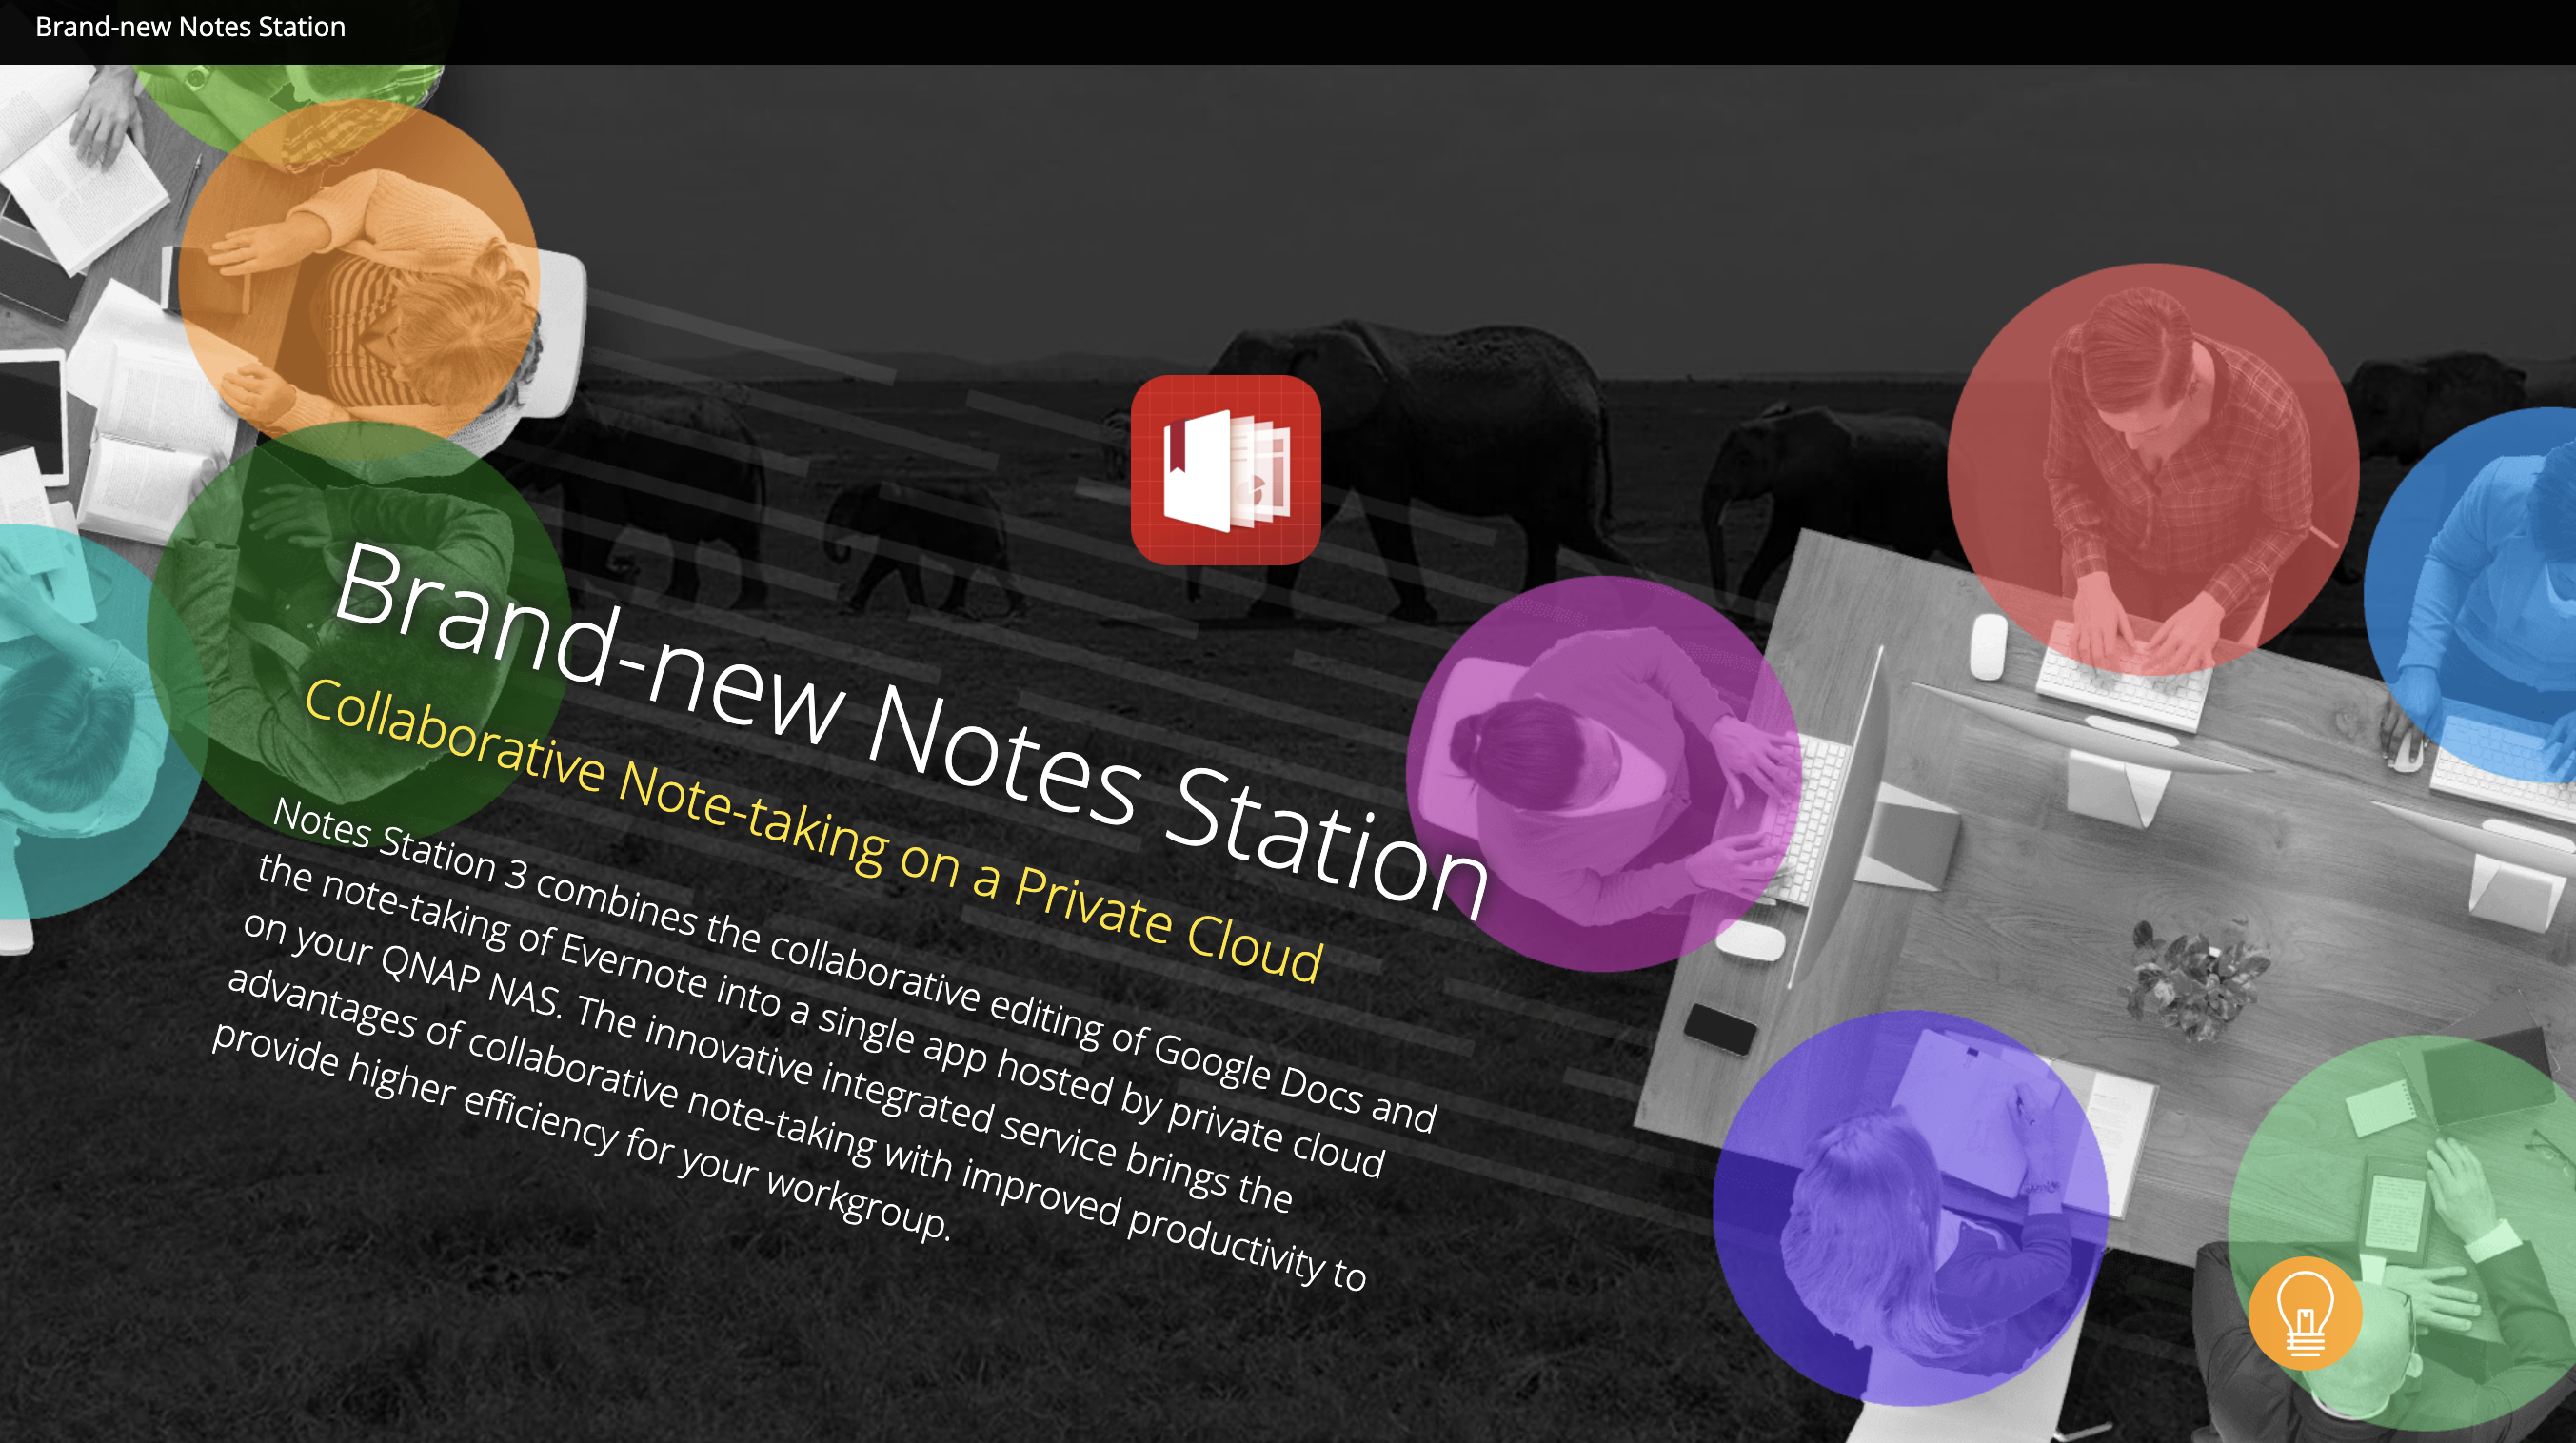 Brand-new Notes Station
Brand-new Notes Station
Collaborative Note-taking on a Private Cloud
Notes Station 3 combines the collaborative editing of Google Docs and
the note-taking of Evernote into a single app hosted by private cloud
on your QNAP NAS. The innovative integrated service brings the
advantages of collaborative note-taking with improved productivity to
provide higher efficiency for your workgroup.